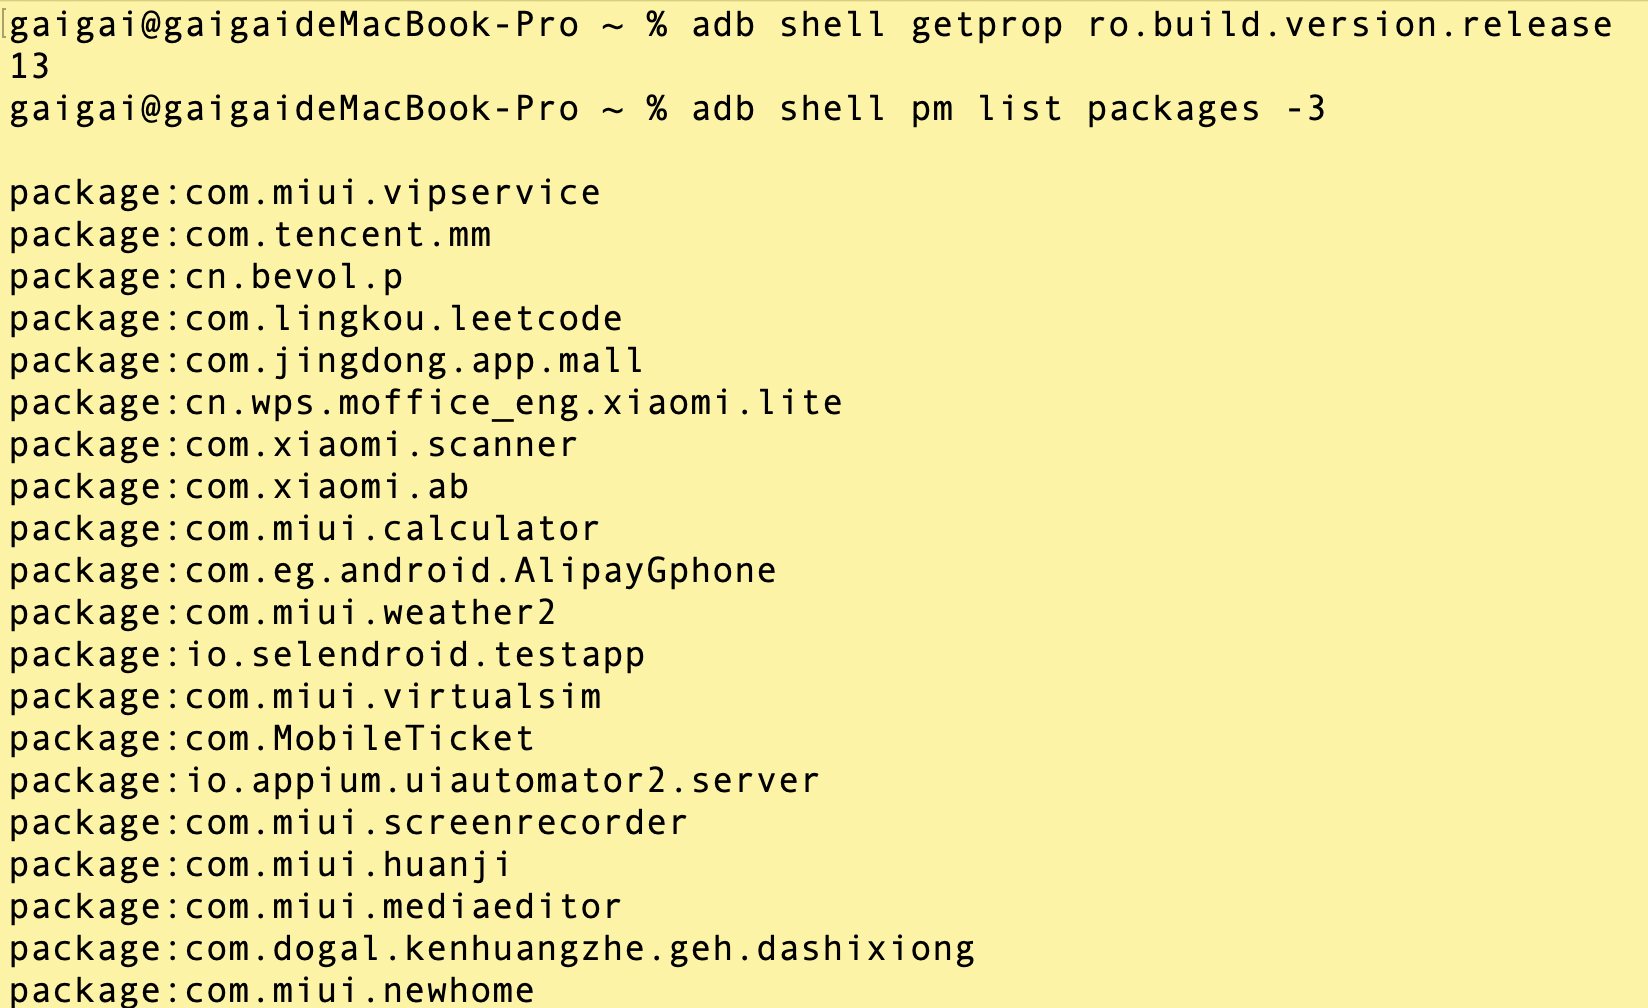 gaigai@gaigaideMacBook-Pro ~ % adb shell getprop ro.build.version.release
13
gaigai@gaigaideMacBook-Pro ~ % adb shell pm list packages -3
package:com.miui.vipservice
package:com.tencent.mm
package:cn.bevol.p
package:com.lingkou.leetcode
package:com.jingdong.app.mall
package:cn.wps.moffice_eng.xiaomi.lite
package:com.xiaomi.scanner
package:com.xiaomi.ab
package:com.miui.calculator
package:com.eg.android.AlipayGphone
package:com.miui.weather2
package:io.selendroid.testapp
package:com.miui.virtualsim
package:com.MobileTicket
package:io.appium.uiautomator2.server
package:com.miui.screenrecorder
package:com.miui.huanji
package:com.miui.mediaeditor
package:com.dogal.kenhuangzhe.geh.dashixiong
package:com.miui.newhome